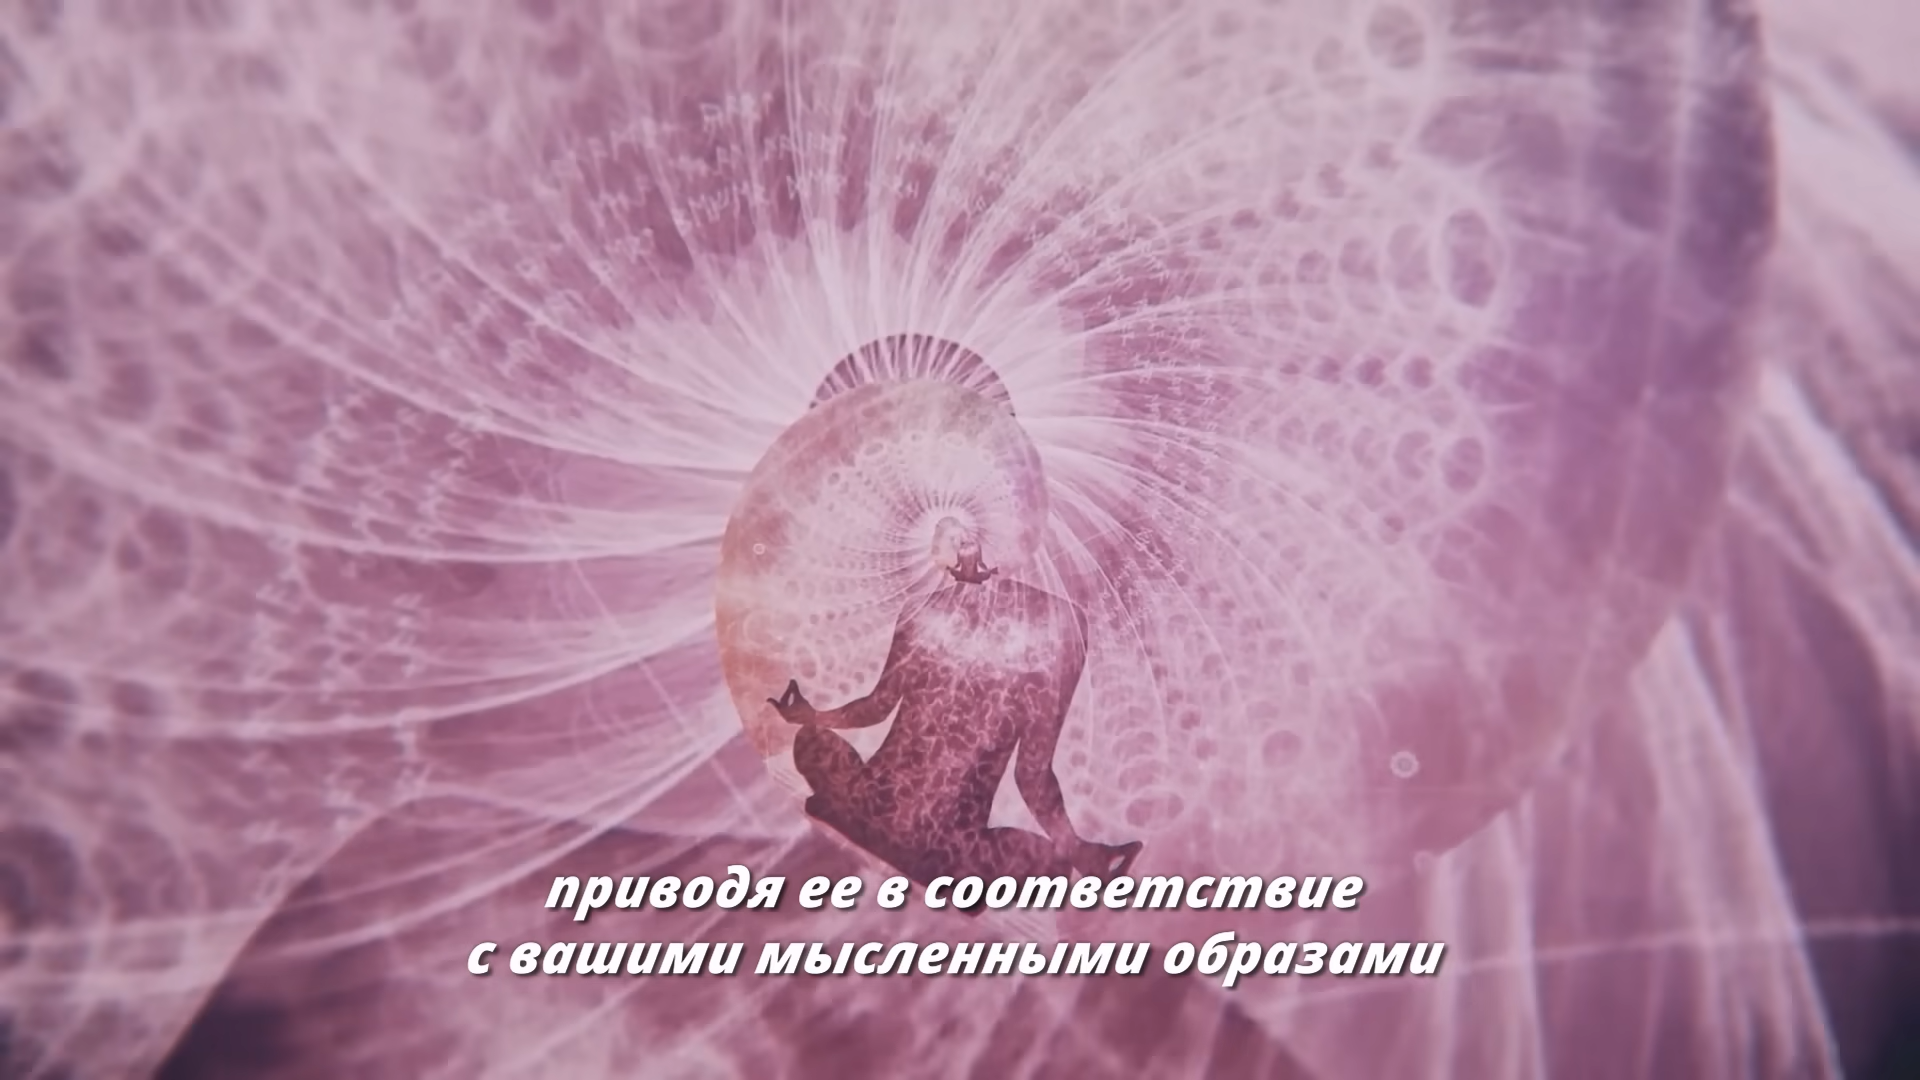 приводя ее в соответствие
с вашими мысленными образами